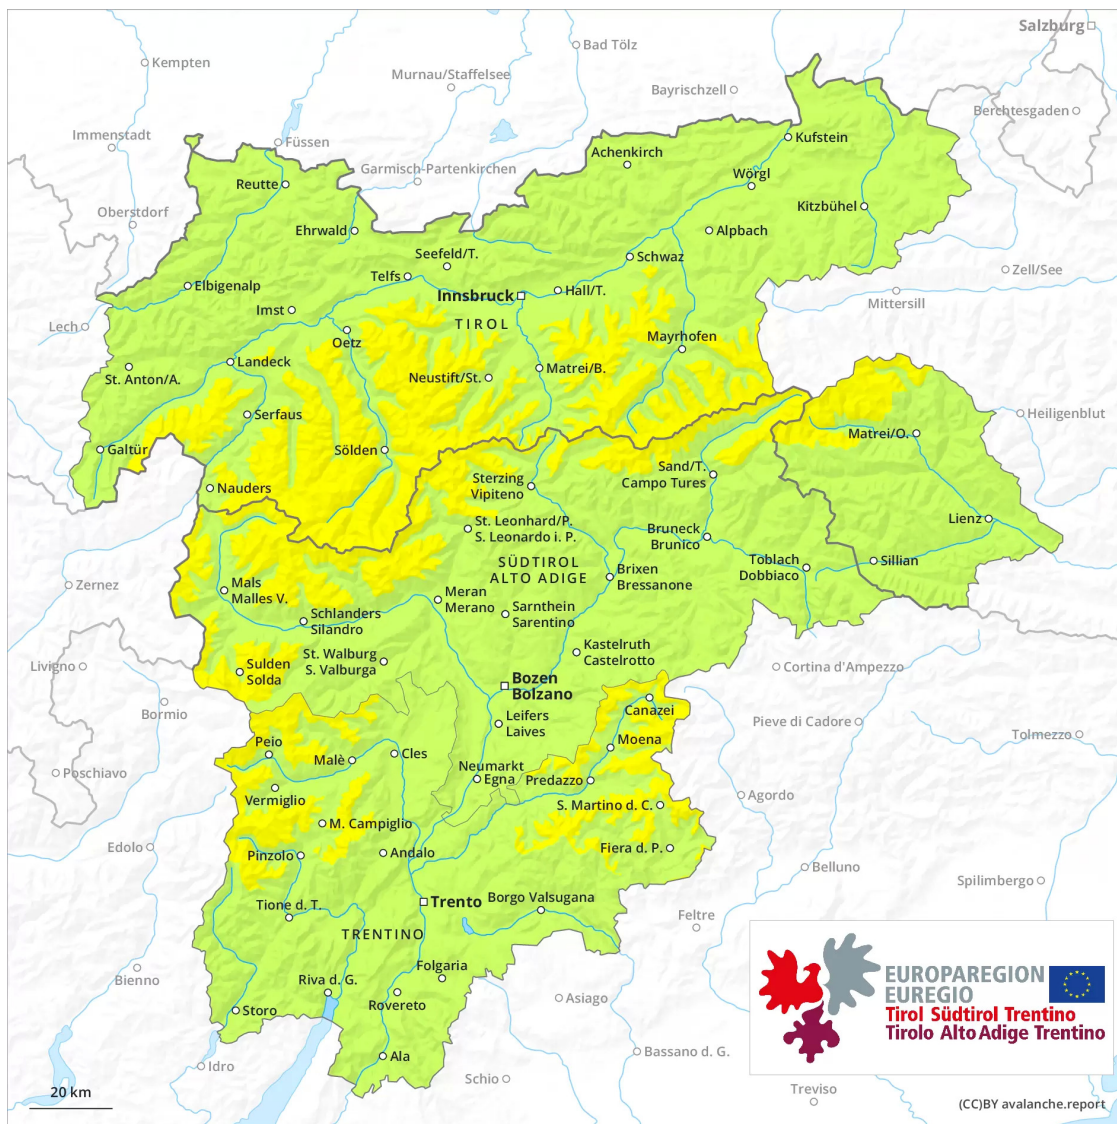 Salzburg
Bad Tölz
Kempten
Murnau/Staffelsee
Bayrischzell
Berchtesgaden
Immenstadt
Füssen
Kufstein
Achenkirch
Garmisch-Partenkirchen
Wörgl
Reutte
Kitzbühel
Oberstdorf
Ehrwald
Alpbach
Seefeld/T.
Schwaz
Zell/See
Telfs
Elbigenalp
Hall/T.
Innsbruck
Mittersill
Imst
TIROL
Lech
Oetz
Mayrhofen
Landeck
Matrei/B.
St. Anton/A.
Neustift/St.
Serfaus
Heiligenblut
Matrei/O.
Galtür
Sölden
Sand/T.
Campo Tures
Sterzing
Vipiteno
Nauders
Lienz
St. Leonhard/P.
S. Leonardo i. P.
Bruneck
Brunico
SÜDTIROL
ALTO ADIGE
Toblach
Dobbiaco
Sillian
Brixen
Bressanone
Zernez
Mals
Malles V.
Meran
Merano
Schlanders
Silandro
Sarnthein
Sarentino
Kastelruth
Castelrotto
St. Walburg
S. Valburga
Livigno
Sulden
Solda
Cortina d'Ampezzo
Bozen
Bolzano
Canazei
Bormio
Leifers
Laives
Pieve di Cadore
Tolmezzo
Peio
Moena
Cles
Malè
Poschiavo
Neumarkt
Egna
Predazzo
Vermiglio
Agordo
S. Martino d. C.
M. Campiglio
Edolo
Pinzolo
Andalo
Fiera d. P.
Belluno
Spilimbergo
Tione d. T.
Trento
Borgo Valsugana
Feltre
TRENTINO
Folgaria
Bienno
Riva d. G.
Rovereto
Asiago
Storo
EUROPAREGION
EUREGIO
Tirol Südtirol Trentino
Tirolo Alto Adige Trentino
Ala
Bassano d. G.
Idro
Schio
Treviso
20 km
(CC)BY avalanche.report